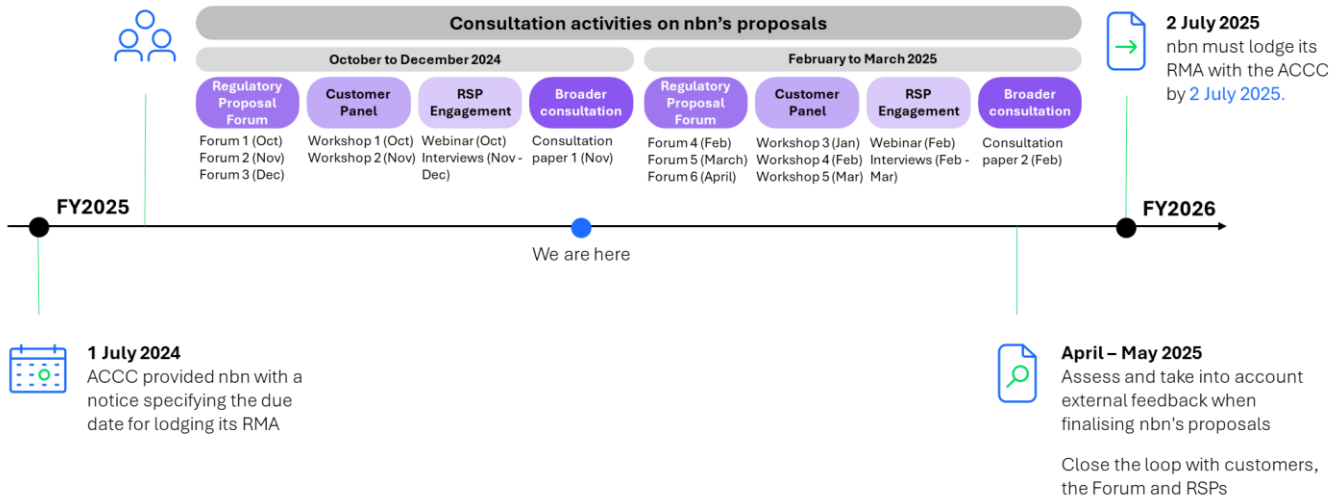 Consultation activities on nbn's proposals
October to December 2024
Regulatory
Proposal
Forum
Forum 1 (Oct)
Forum 2 (Nov)
Forum 3 (Dec)
Customer
Panel
Workshop 1 (Oct)
Workshop 2 (Nov)
RSP
Engagement
Webinar (Oct)
Interviews (Nov -
Dec)
Broader
consultation
Consultation
paper 1 (Nov)
February to March 2025
Regulatory
Proposal
Forum
Forum 4 (Feb)
Forum 5 (March)
Forum 6 (April)
Customer
Panel
Workshop 3 (Jan)
Workshop 4 (Feb)
Workshop 5 (Mar)
RSP
Engagement
Webinar (Feb)
Interviews (Feb -
Mar)
Broader
consultation
Consultation
paper 2 (Feb)
2 July 2025
nbn must lodge its
RMA with the ACCC
by 2 July 2025.
FY2025
We are here
FY2026
1 July 2024
ACCC provided nbn with a
notice specifying the due
date for lodging its RMA
April – May 2025
Assess and take into account
external feedback when
finalising nbn's proposals
Close the loop with customers,
the Forum and RSPs